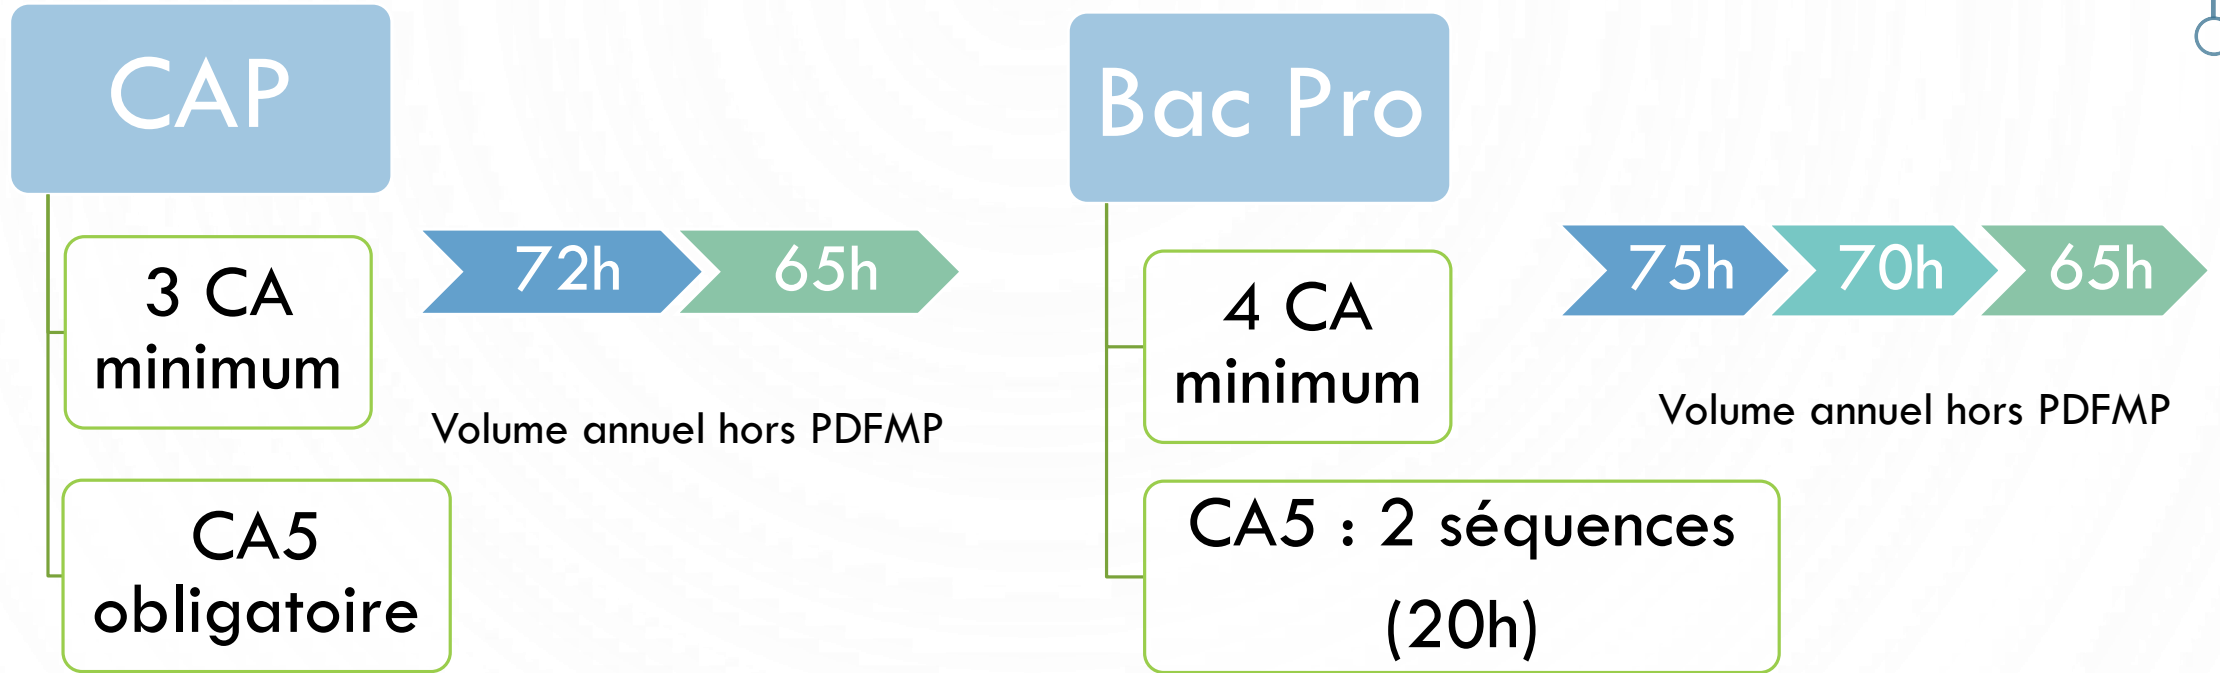 CAP
3 CA
minimum
72h
65h
Volume annuel hors PDFMP
CA5
obligatoire
Bac Pro
4 CA
minimum
75h
70h
65h
Volume annuel hors PDFMP
CA5 : 2 séquences
(20h)